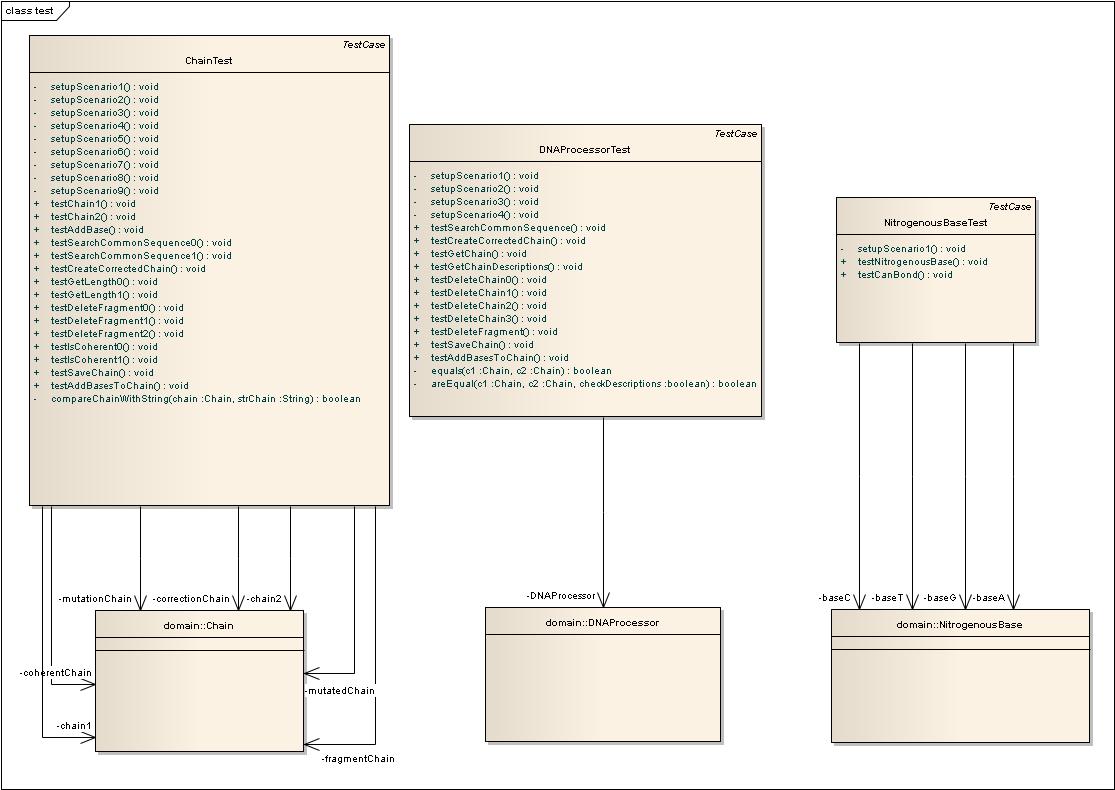 class test
TestCase
ChainTest
- setupScenario1() : void
- setupScenario2() : void
- setupScenario3() : void
- setupScenario4() : void
- setupScenario5() : void
- setupScenario6() : void
- setupScenario7() : void
- setupScenario8() : void
- setupScenario9() : void
+ testChain1() : void
+ testChain2() : void
+ testAddBase() : void
+ testSearchCommonSequence0() : void
+ testSearchCommonSequence1() : void
+ testCreateCorrectedChain() : void
+ testGetLength0() : void
+ testGetLength1() : void
+ testDeleteFragment0() : void
+ testDeleteFragment1() : void
+ testDeleteFragment2() : void
+ testIsCoherent0() : void
+ testIsCoherent1() : void
+ testSaveChain() : void
+ testAddBasesToChain() : void
- compareChainWithString(chain :Chain, strChain :String) : boolean
TestCase
DNAProcessorTest
- setupScenario1() : void
- setupScenario2() : void
- setupScenario3() : void
- setupScenario4() : void
+ testSearchCommonSequence() : void
+ testCreateCorrectedChain() : void
+ testGetChain() : void
+ testGetChainDescriptions() : void
+ testDeleteChain0() : void
+ testDeleteChain1() : void
+ testDeleteChain2() : void
+ testDeleteChain3() : void
+ testDeleteFragment() : void
+ testSaveChain() : void
+ testAddBasesToChain() : void
- equals(c1 :Chain, c2 :Chain) : boolean
- areEqual(c1 :Chain, c2 :Chain, checkDescriptions :boolean) : boolean
TestCase
NitrogenousBaseTest
- setupScenario1() : void
+ testNitrogenousBase() : void
+ testCanBond() : void
-mutationChain
-correctionChain
-chain2
domain::Chain
-coherentChain
-mutatedChain
-chain1
-fragmentChain
-DNAProcessor
domain::DNAProcessor
-baseC
-baseT
-baseG
-baseA
domain::NitrogenousBase